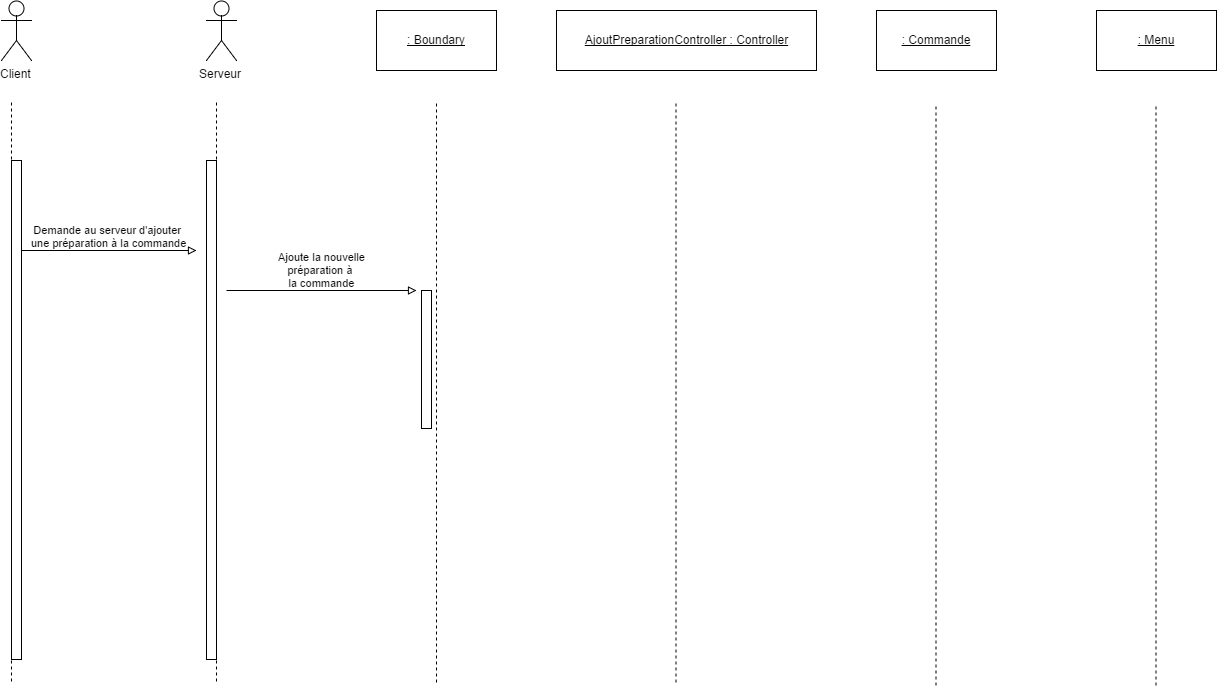 Client
Serveur
: Boundary
AjoutPreparationController : Controller
: Commande
: Menu
Demande au serveur d'ajouter
une préparation à la commande
Ajoute la nouvelle
préparation à
la commande